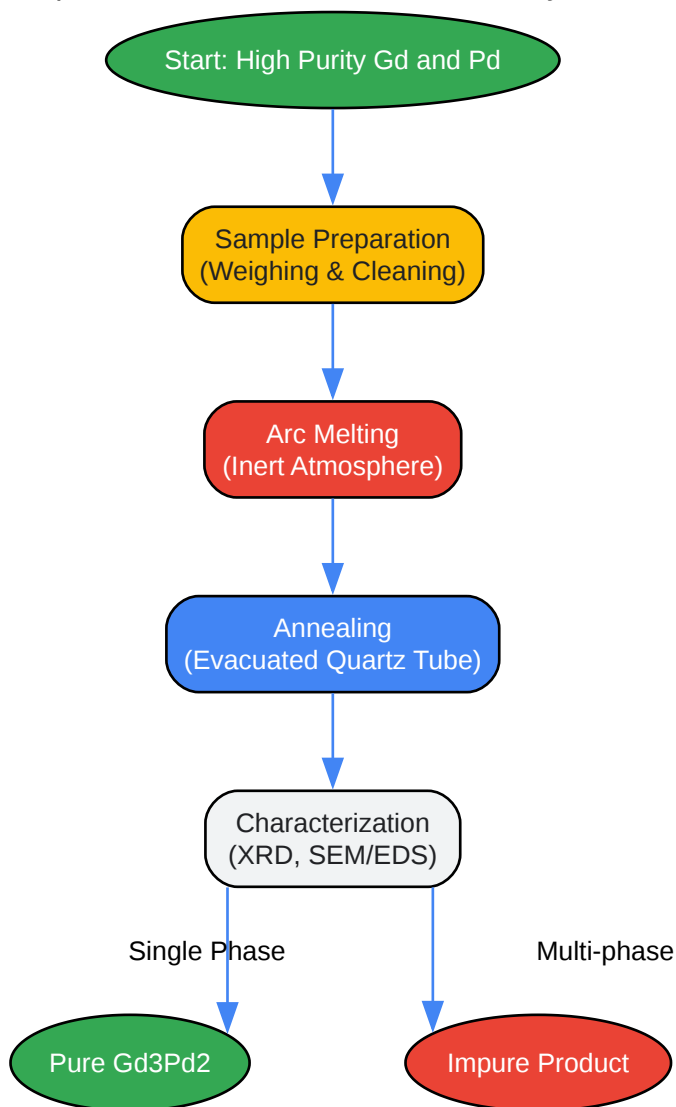 Start: High Purity Gd and Pd
Sample Preparation
(Weighing & Cleaning)
Arc Melting
(Inert Atmosphere)
Annealing
(Evacuated Quartz Tube)
Characterization
(XRD, SEM/EDS)
Single Phase
Multi-phase
Pure Gd3Pd2
Impure Product